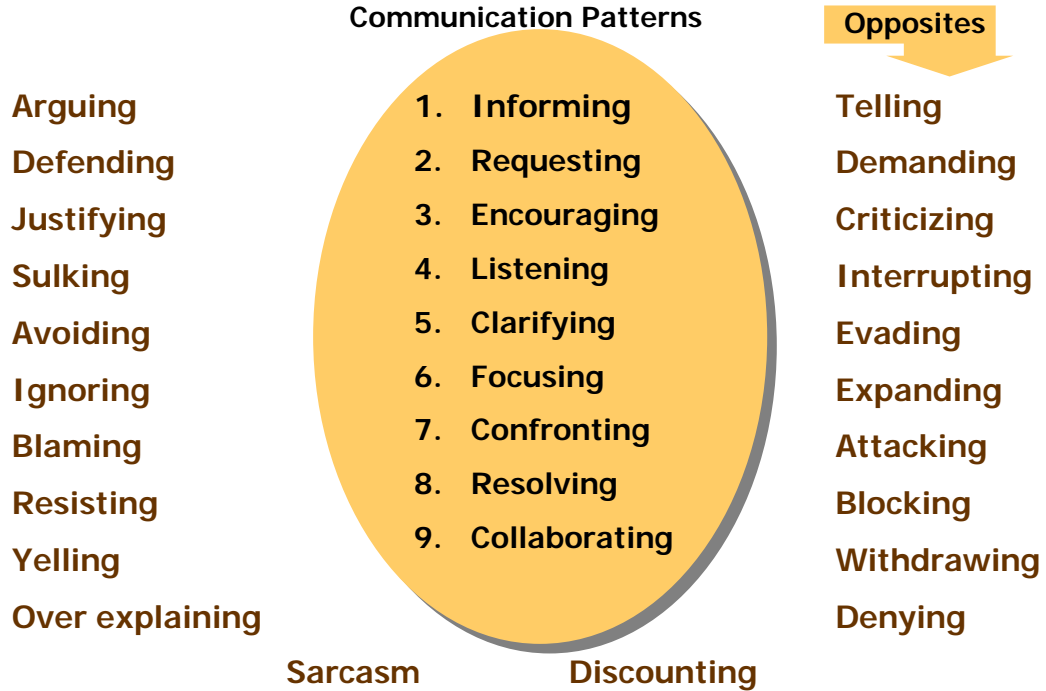 Communication Patterns
Opposites
Arguing
Defending
Justifying
Sulking
Avoiding
Ignoring
Blaming
Resisting
Yelling
Over explaining
1. Informing
2. Requesting
3. Encouraging
4. Listening
5. Clarifying
6. Focusing
7. Confronting
8. Resolving
9. Collaborating
Telling
Demanding
Criticizing
Interrupting
Evading
Expanding
Attacking
Blocking
Withdrawing
Denying
Sarcasm
Discounting